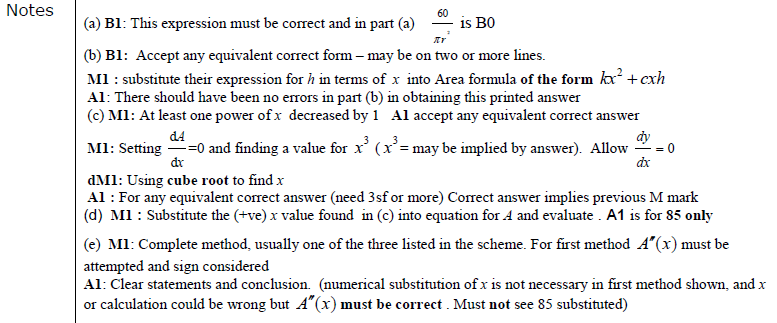 Notes
(a) B1: This expression must be correct and in part (a) 60/πr² is B0
(b) B1: Accept any equivalent correct form – may be on two or more lines.
M1 : substitute their expression for h in terms of x into Area formula of the form kx² + cxh
A1: There should have been no errors in part (b) in obtaining this printed answer
(c) M1: At least one power of x decreased by 1 A1 accept any equivalent correct answer
M1: Setting dA/dx =0 and finding a value for x³ (x³ = may be implied by answer). Allow dy/dx = 0
dM1: Using cube root to find x
A1 : For any equivalent correct answer (need 3sf or more) Correct answer implies previous M mark
(d) M1 : Substitute the (+ve) x value found in (c) into equation for A and evaluate . A1 is for 85 only
(e) M1: Complete method, usually one of the three listed in the scheme. For first method A″(x) must be
attempted and sign considered
A1: Clear statements and conclusion. (numerical substitution of x is not necessary in first method shown, and x
or calculation could be wrong but A″(x) must be correct . Must not see 85 substituted)